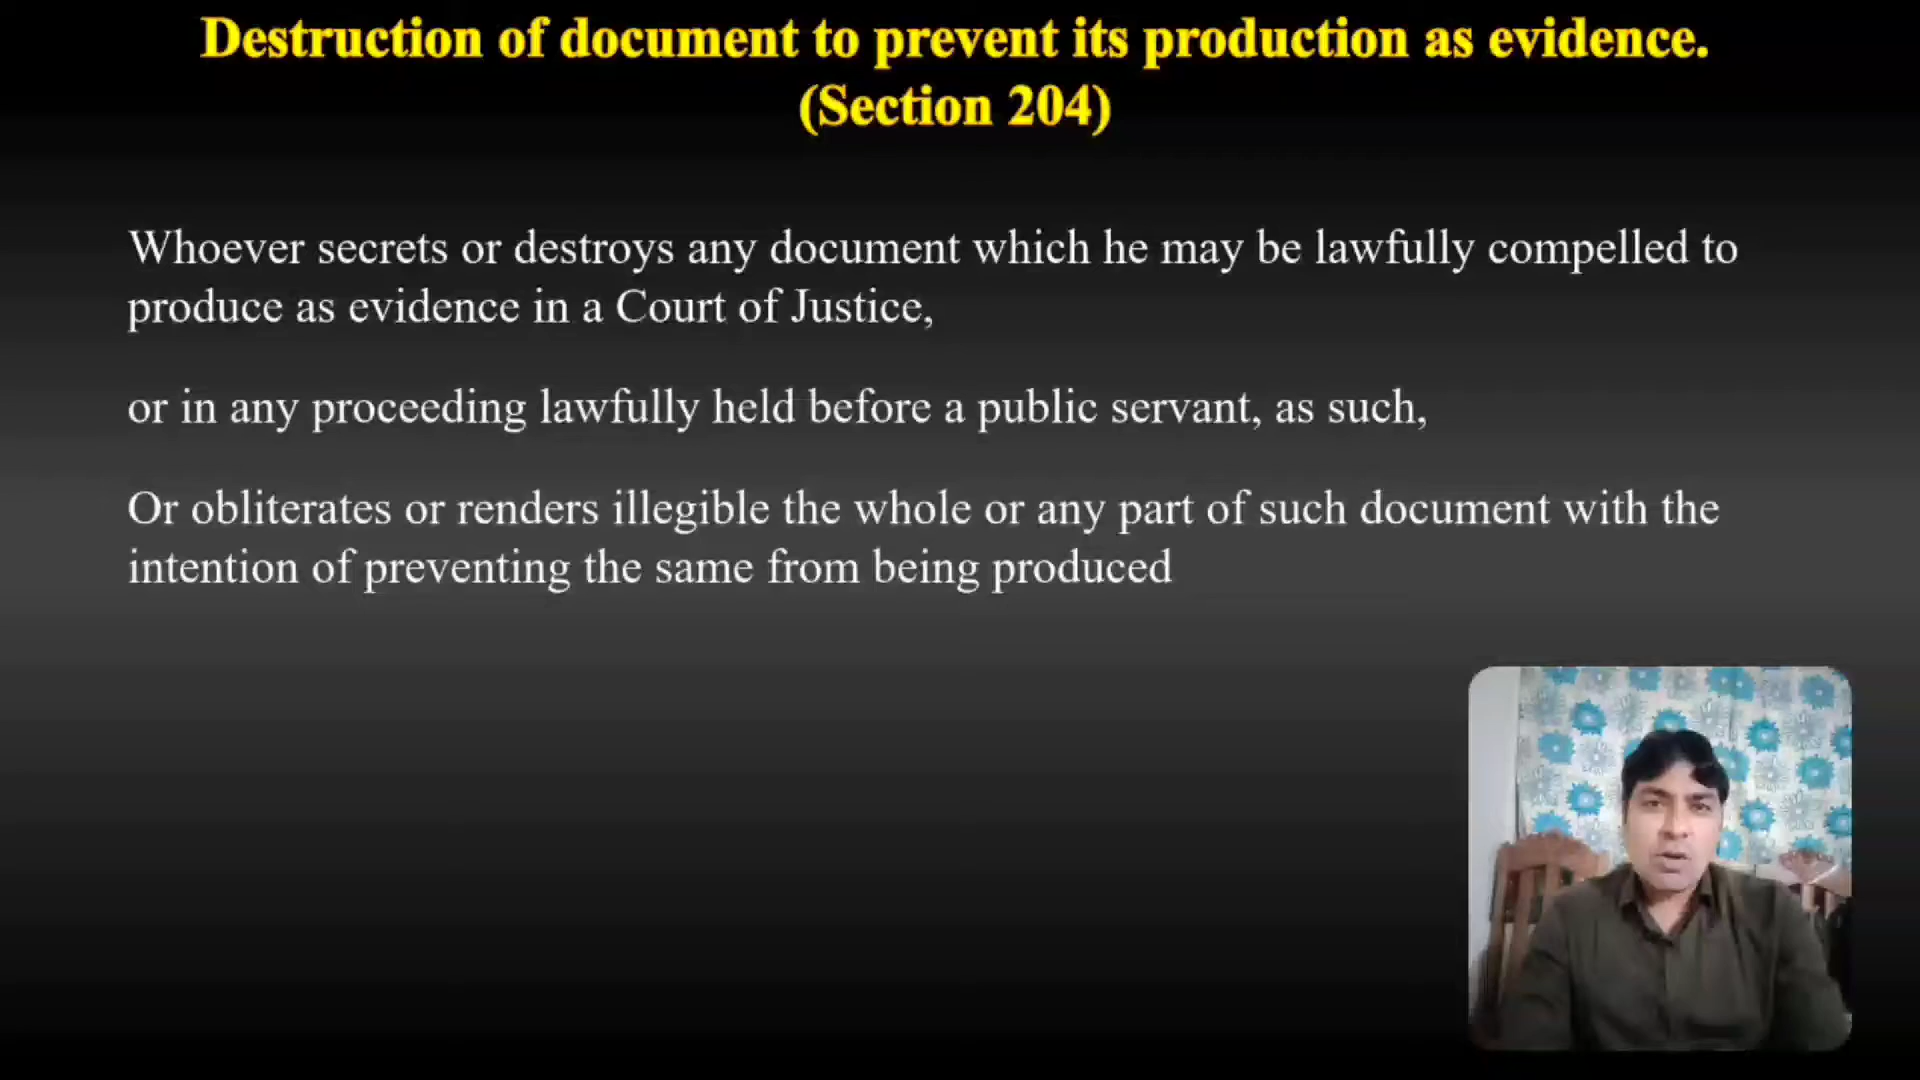 Destruction of document to prevent its production as evidence.
(Section 204)
Whoever secrets or destroys any document which he may be lawfully compelled to
produce as evidence in a Court of Justice,
or in any proceeding lawfully held before a public servant, as such,
Or obliterates or renders illegible the whole or any part of such document with the
intention of preventing the same from being produced